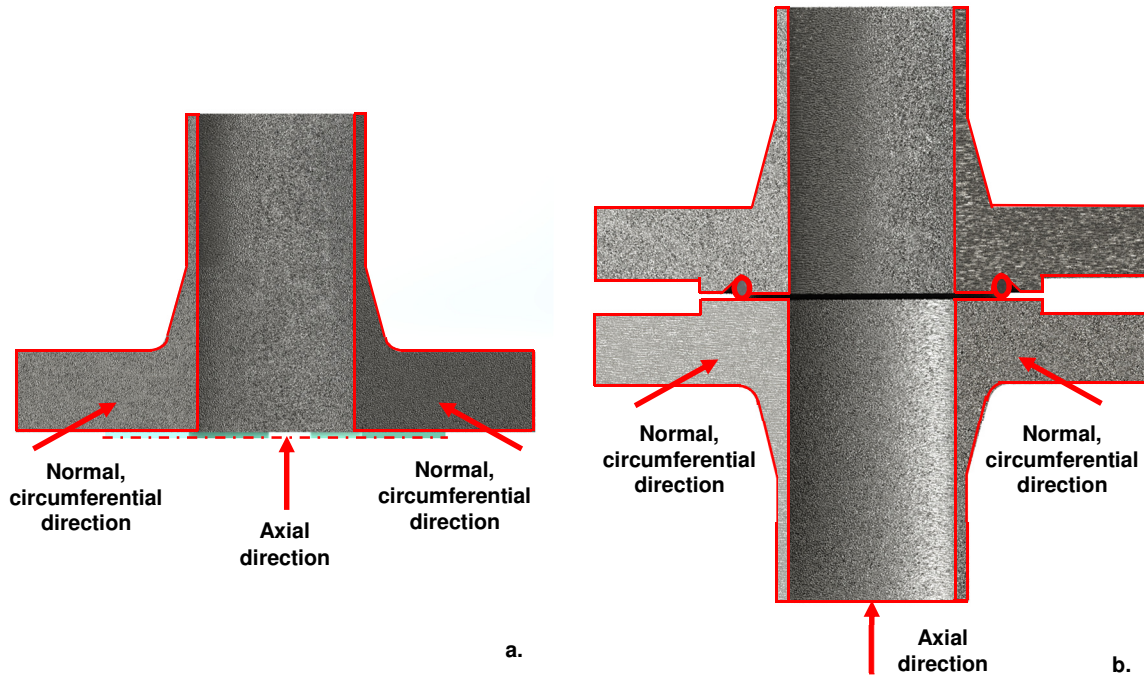 Normal,
circumferential
direction
Normal,
circumferential
direction
Axial
direction
a.
Normal,
circumferential
direction
Normal,
circumferential
direction
Axial
direction
b.